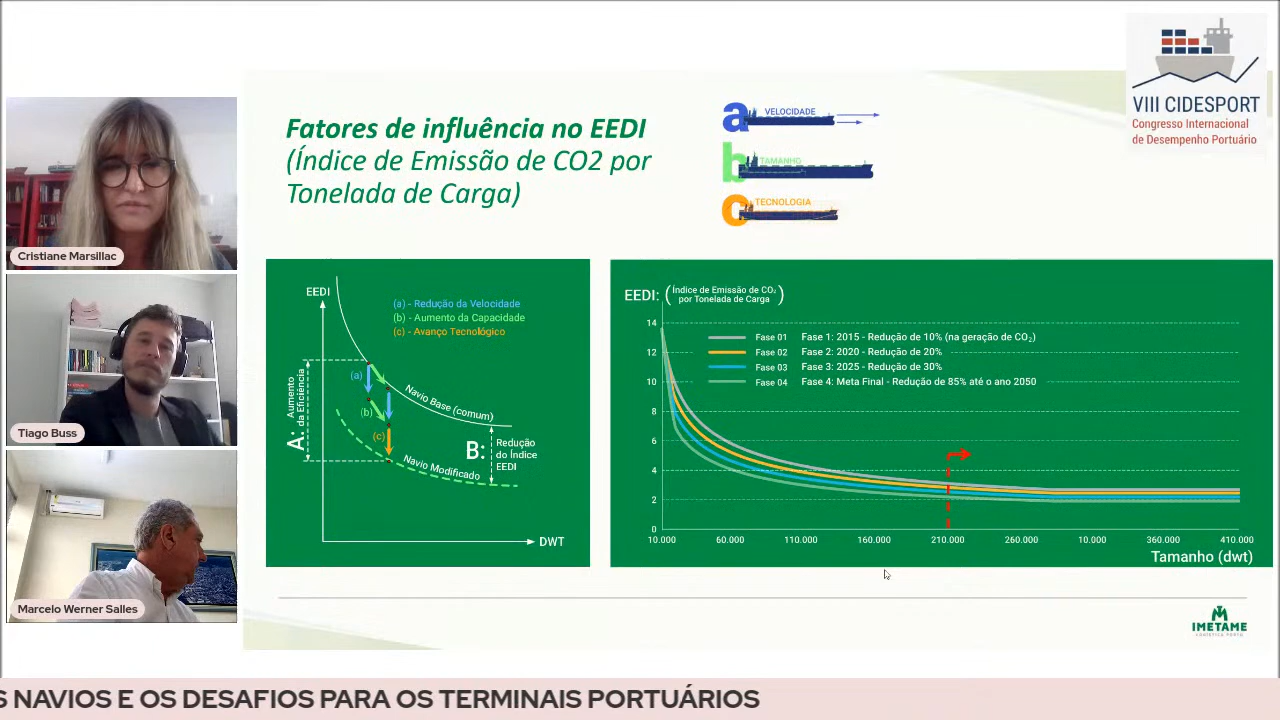 VIII CIDESPORT
Congresso Internacional
de Desempenho Portuário
Fatores de influência no EEDI
(Índice de Emissão de CO2 por
Tonelada de Carga)
a VELOCIDADE
b TAMANHO
c TECNOLOGIA
Cristiane Marsillac
Tiago Buss
Marcelo Werner Salles
EEDI
(a) - Redução da Velocidade
(b) - Aumento da Capacidade
(c) - Avanço Tecnológico
A: Aumento
da Eficiência
(a)
(b)
(c)
Navio Base (comum)
Navio Modificado
B: Redução
do Índice
EEDI
DWT
EEDI: (Índice de Emissão de CO₂
por Tonelada de Carga)
14
12
10
8
6
4
2
0
Fase 01 Fase 1: 2015 - Redução de 10% (na geração de CO₂)
Fase 02 Fase 2: 2020 - Redução de 20%
Fase 03 Fase 3: 2025 - Redução de 30%
Fase 04 Fase 4: Meta Final - Redução de 85% até o ano 2050
10.000 60.000 110.000 160.000 210.000 260.000 10.000 360.000 410.000
Tamanho (dwt)
IMETAME
LOGÍSTICA PORTO
S NAVIOS E OS DESAFIOS PARA OS TERMINAIS PORTUÁRIOS